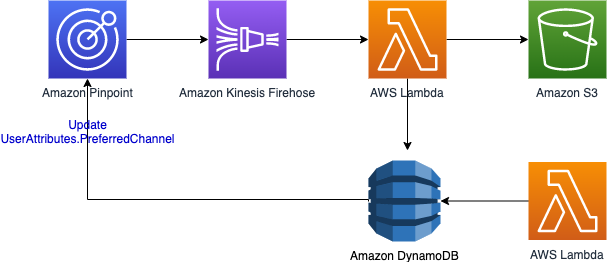 Amazon Pinpoint
Amazon Kinesis Firehose
AWS Lambda
Amazon S3
Update
UserAttributes.PreferredChannel
Amazon DynamoDB
AWS Lambda